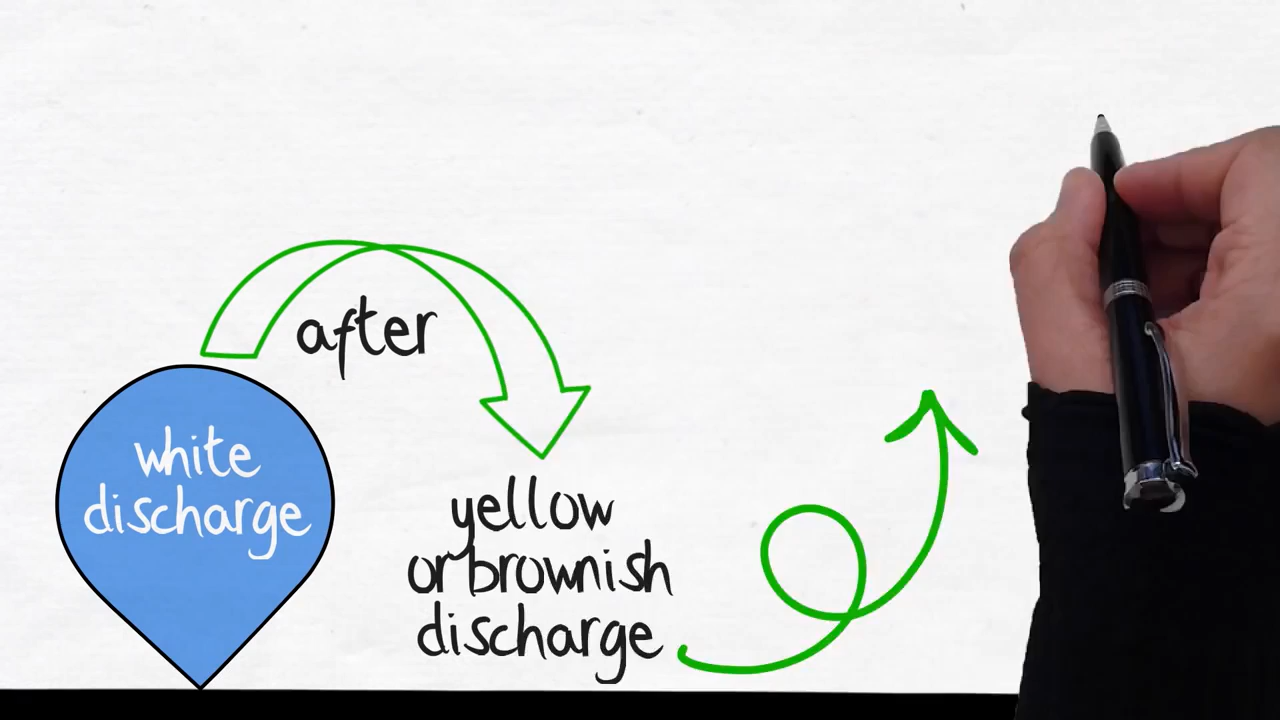 white
discharge
after
yellow
or brownish
discharge